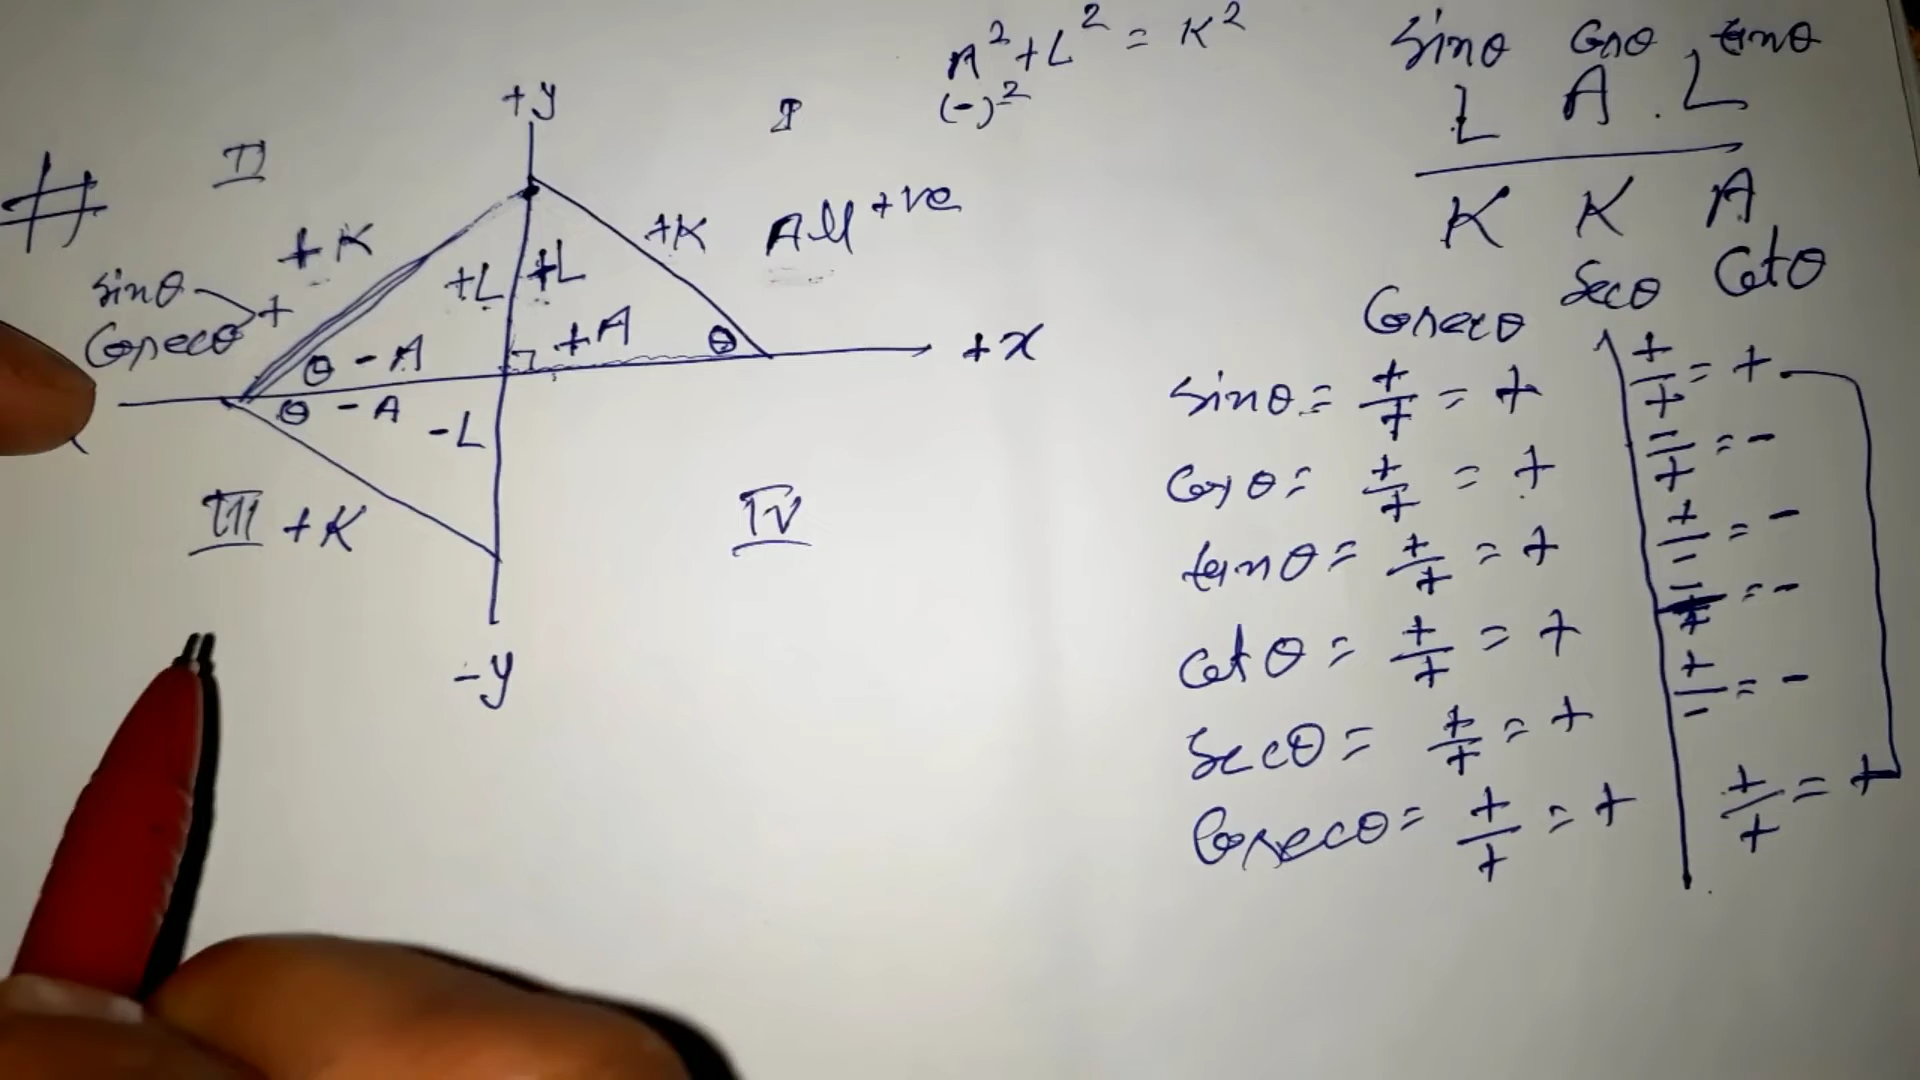 A² + L² = K²
(-)²
sinθ cosθ tanθ
L A L
K K A
cosecθ secθ cotθ
#
II
I
+y
+K
+K
All +ve
sinθ
cosecθ
+
+L
+L
θ -A
+A
θ
+x
θ -A
-L
III +K
IV
-y
sinθ = +/+ = +
+/+ = +
cosθ = +/+ = +
-/+ = -
tanθ = +/+ = +
+/- = -
cotθ = +/+ = +
= -
secθ = +/+ = +
+/- = -
cosecθ = +/+ = +
+/+ = +